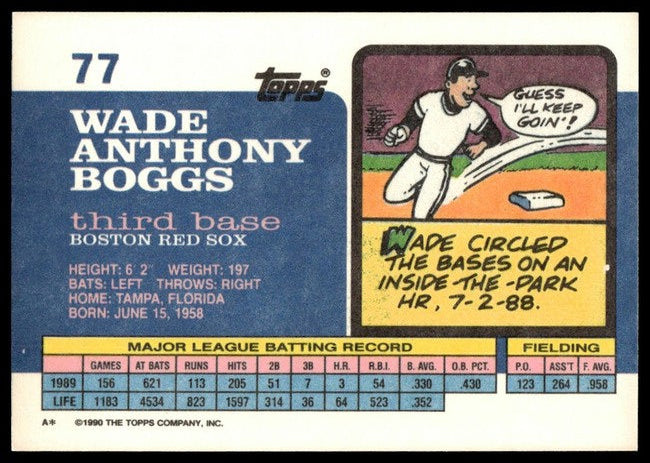 77
topps®
WADE
ANTHONY
BOGGS
third base
BOSTON RED SOX
HEIGHT: 6' 2" WEIGHT: 197
BATS: LEFT THROWS: RIGHT
HOME: TAMPA, FLORIDA
BORN: JUNE 15, 1958
GUESS
I'LL KEEP
GOIN'!
WADE CIRCLED
THE BASES ON AN
INSIDE-THE-PARK
HR, 7-2-88.
MAJOR LEAGUE BATTING RECORD
GAMES AT BATS RUNS HITS 2B 3B H.R. R.B.I. B. AVG. O.B. PCT.
1989 156 621 113 205 51 7 3 54 .330 .430
LIFE 1183 4534 823 1597 314 36 64 523 .352
FIELDING
P.O. ASS'T F. AVG.
123 264 .958
A* ©1990 THE TOPPS COMPANY, INC.